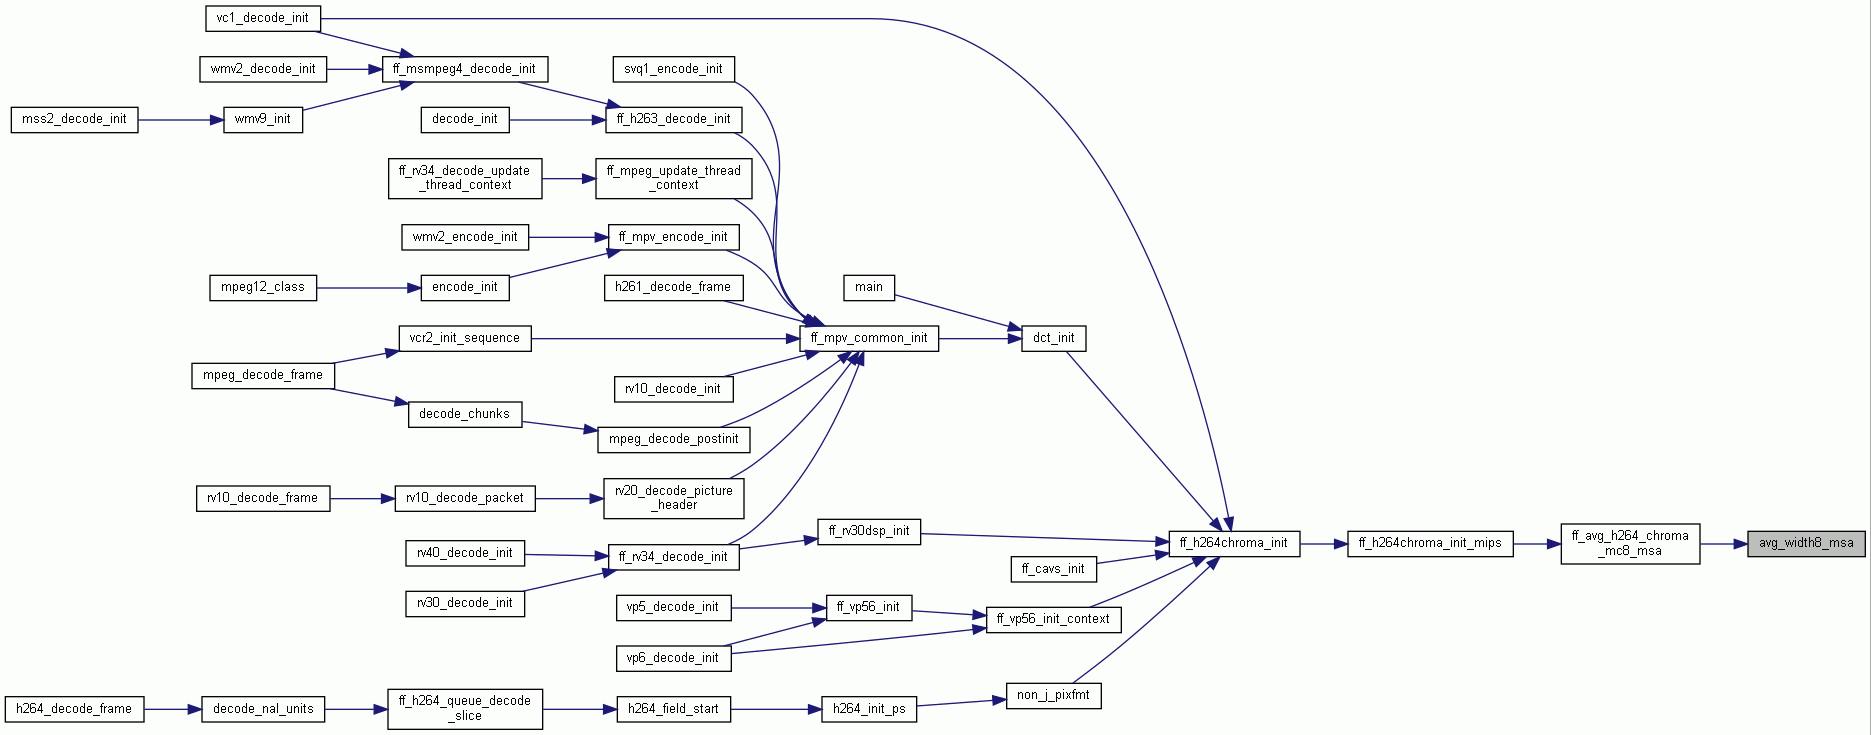 vc1_decode_init
wmv2_decode_init
ff_msmpeg4_decode_init
svq1_encode_init
mss2_decode_init
wmv9_init
decode_init
ff_h263_decode_init
ff_rv34_decode_update
_thread_context
ff_mpeg_update_thread
_context
wmv2_encode_init
ff_mpv_encode_init
mpeg12_class
encode_init
h261_decode_frame
main
vcr2_init_sequence
ff_mpv_common_init
dct_init
mpeg_decode_frame
rv10_decode_init
decode_chunks
mpeg_decode_postinit
rv10_decode_frame
rv10_decode_packet
rv20_decode_picture
_header
ff_rv30dsp_init
rv40_decode_init
ff_rv34_decode_init
ff_cavs_init
ff_h264chroma_init
ff_h264chroma_init_mips
ff_avg_h264_chroma
_mc8_msa
avg_width8_msa
rv30_decode_init
vp5_decode_init
ff_vp56_init
ff_vp56_init_context
vp6_decode_init
non_j_pixfmt
h264_decode_frame
decode_nal_units
ff_h264_queue_decode
_slice
h264_field_start
h264_init_ps